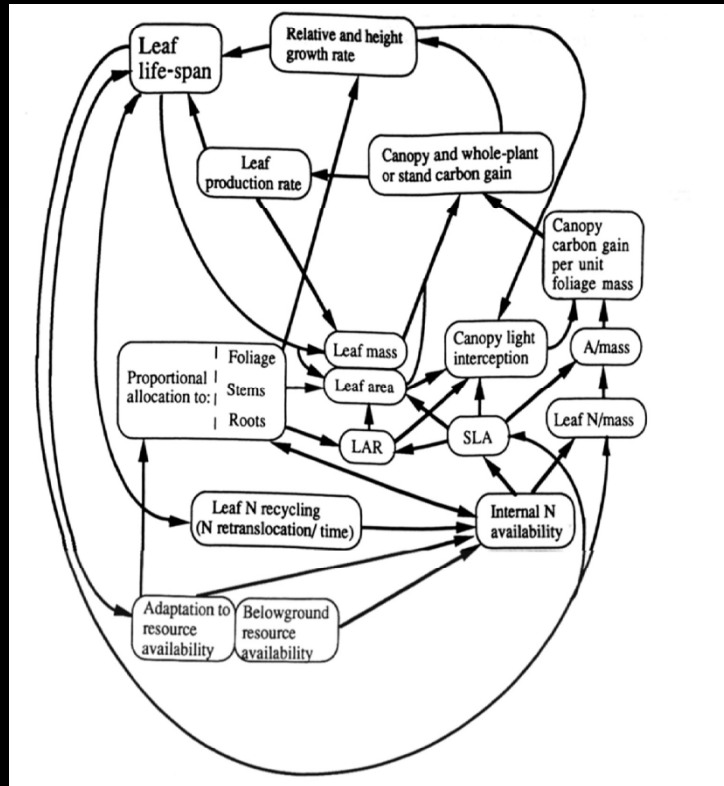 Leaf
life-span
Relative and height
growth rate
Leaf
production rate
Canopy and whole-plant
or stand carbon gain
Canopy
carbon gain
per unit
foliage mass
Leaf mass
Canopy light
interception
A/mass
Proportional
allocation to:
Foliage
Stems
Roots
Leaf area
Leaf N/mass
LAR
SLA
Leaf N recycling
(N retranslocation/ time)
Internal N
availability
Adaptation to
resource
availability
Belowground
resource
availability